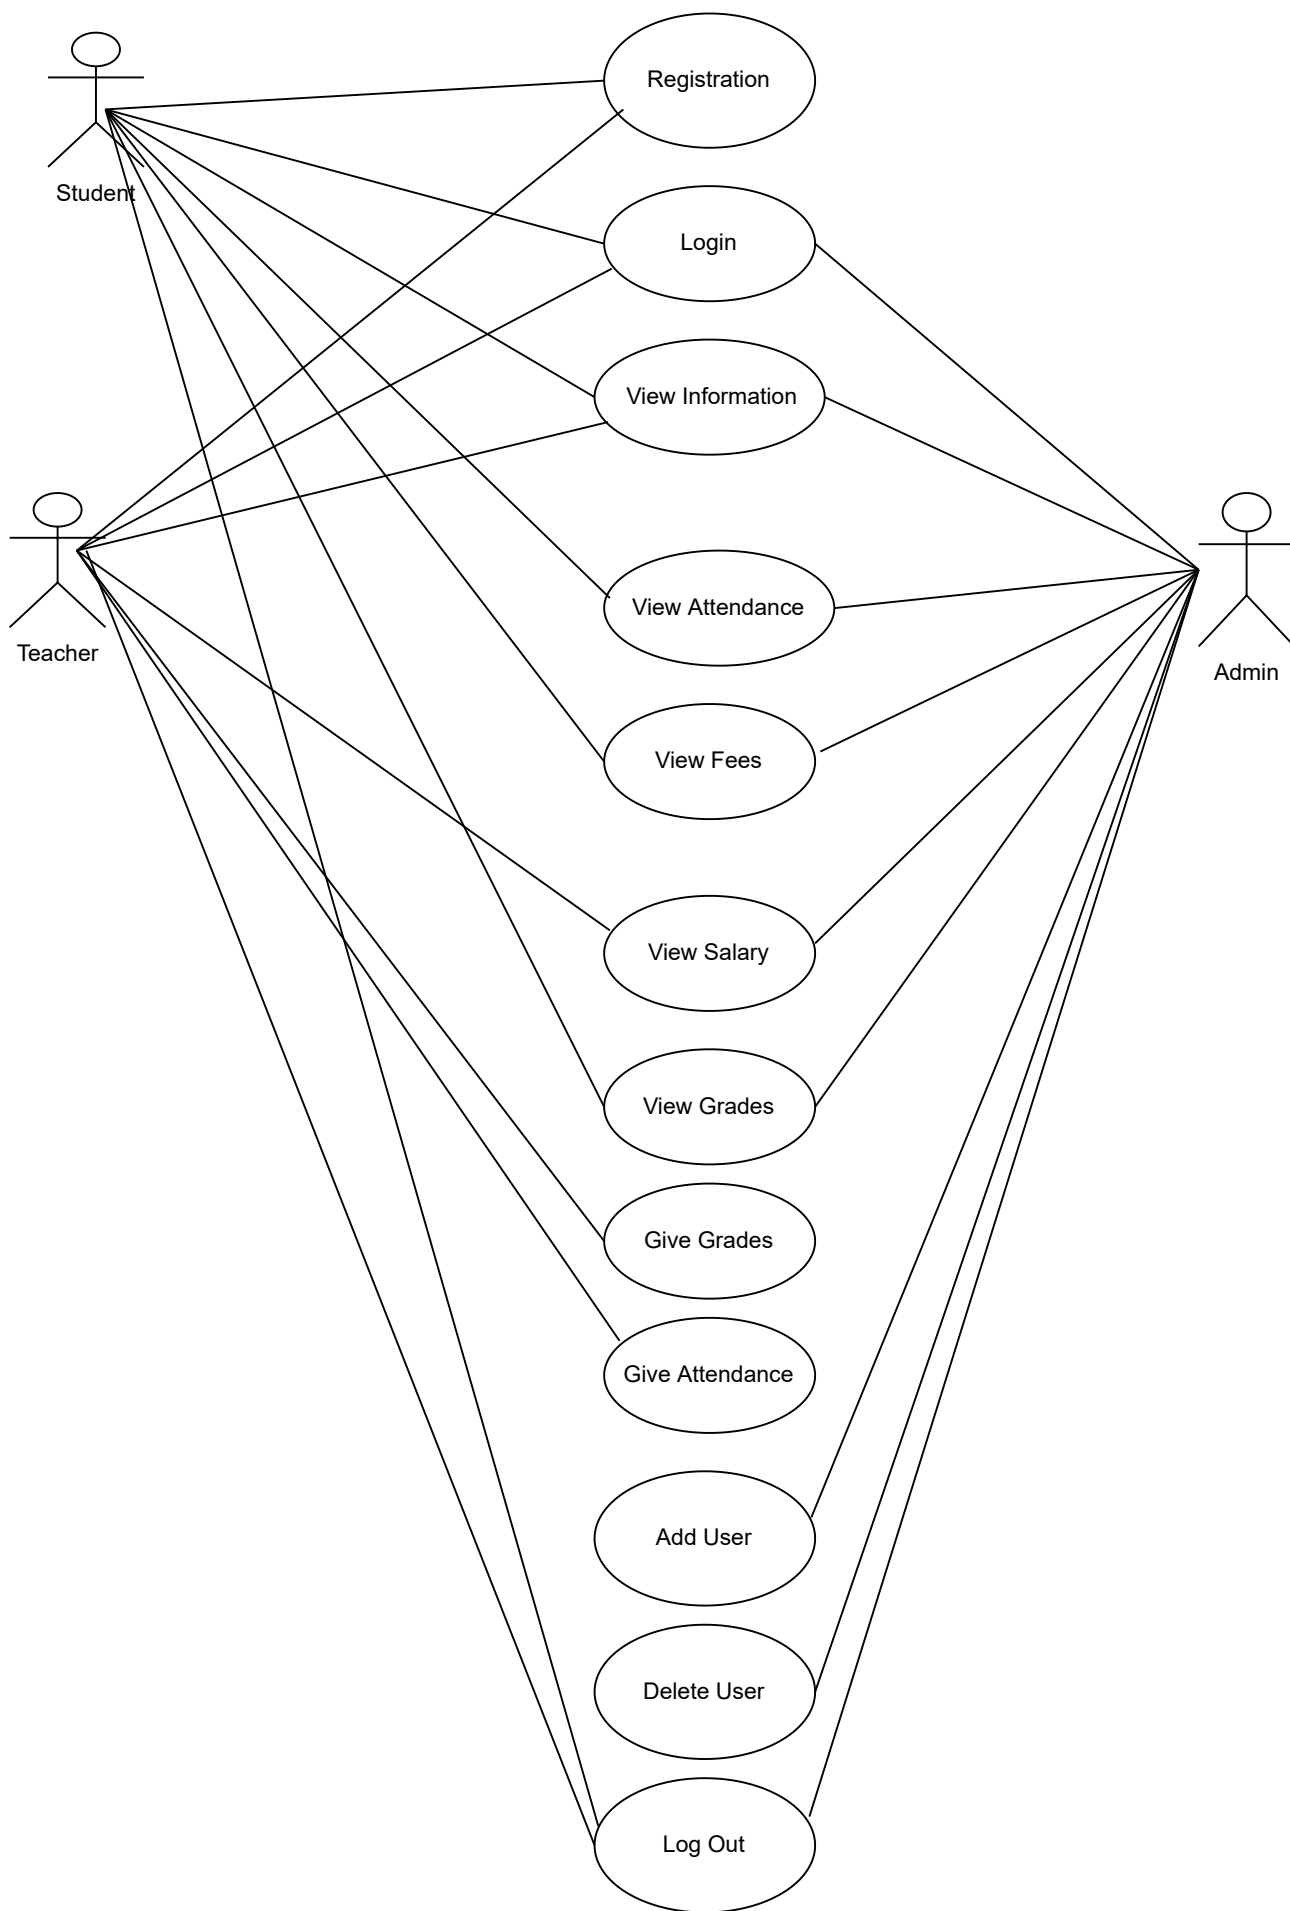 Registration
Student
Login
View Information
View Attendance
Teacher
Admin
View Fees
View Salary
View Grades
Give Grades
Give Attendance
Add User
Delete User
Log Out